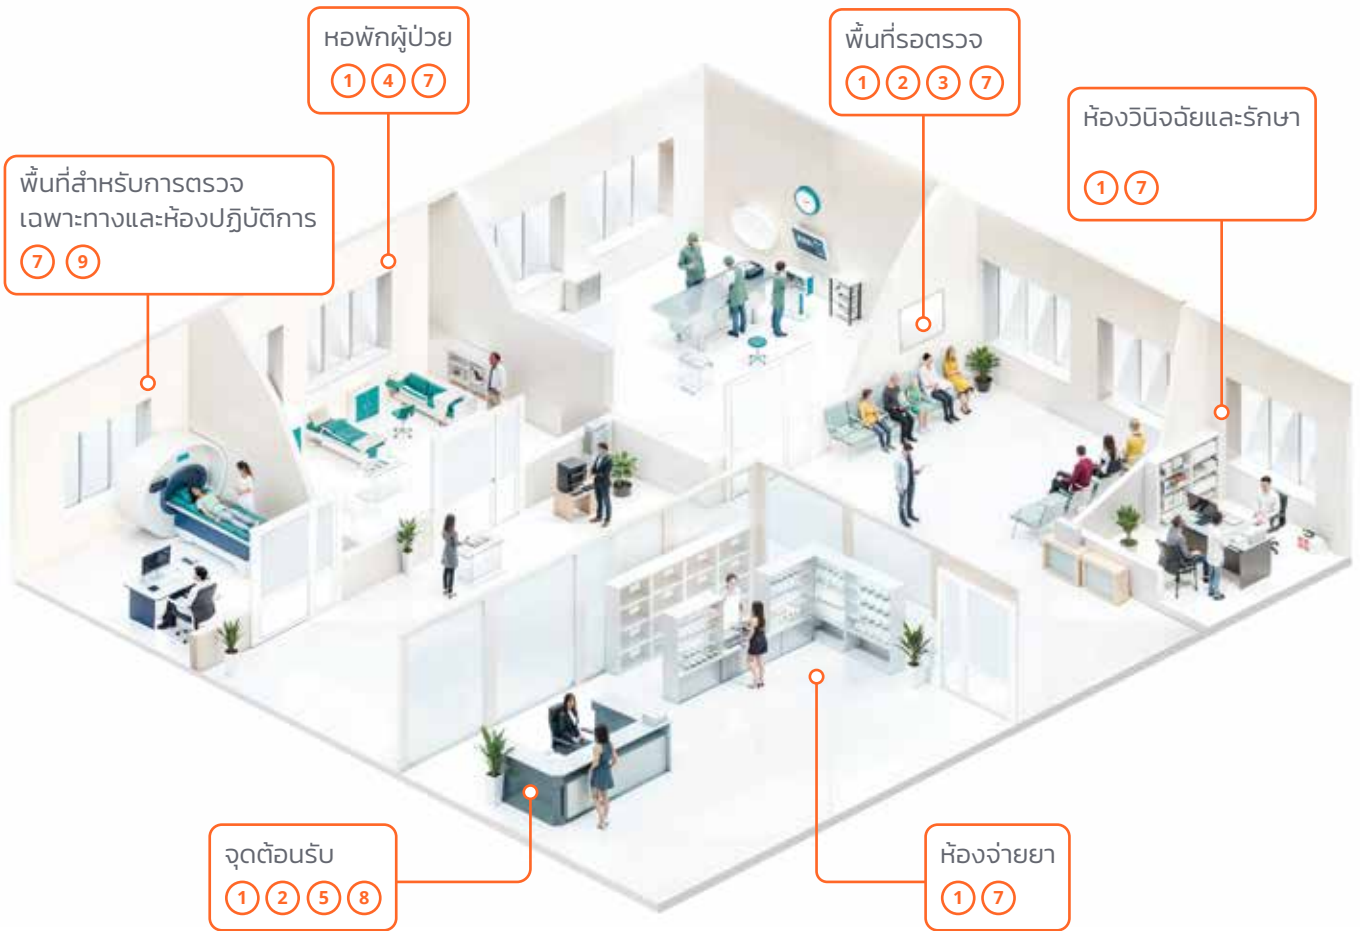 หอพักผู้ป่วย
1 4 7
พื้นที่รอตรวจ
1 2 3 7
ห้องวินิจฉัยและรักษา
1 7
พื้นที่สำหรับการตรวจ
เฉพาะทางและห้องปฏิบัติการ
7 9
จุดต้อนรับ
1 2 5 8
ห้องจ่ายยา
1 7